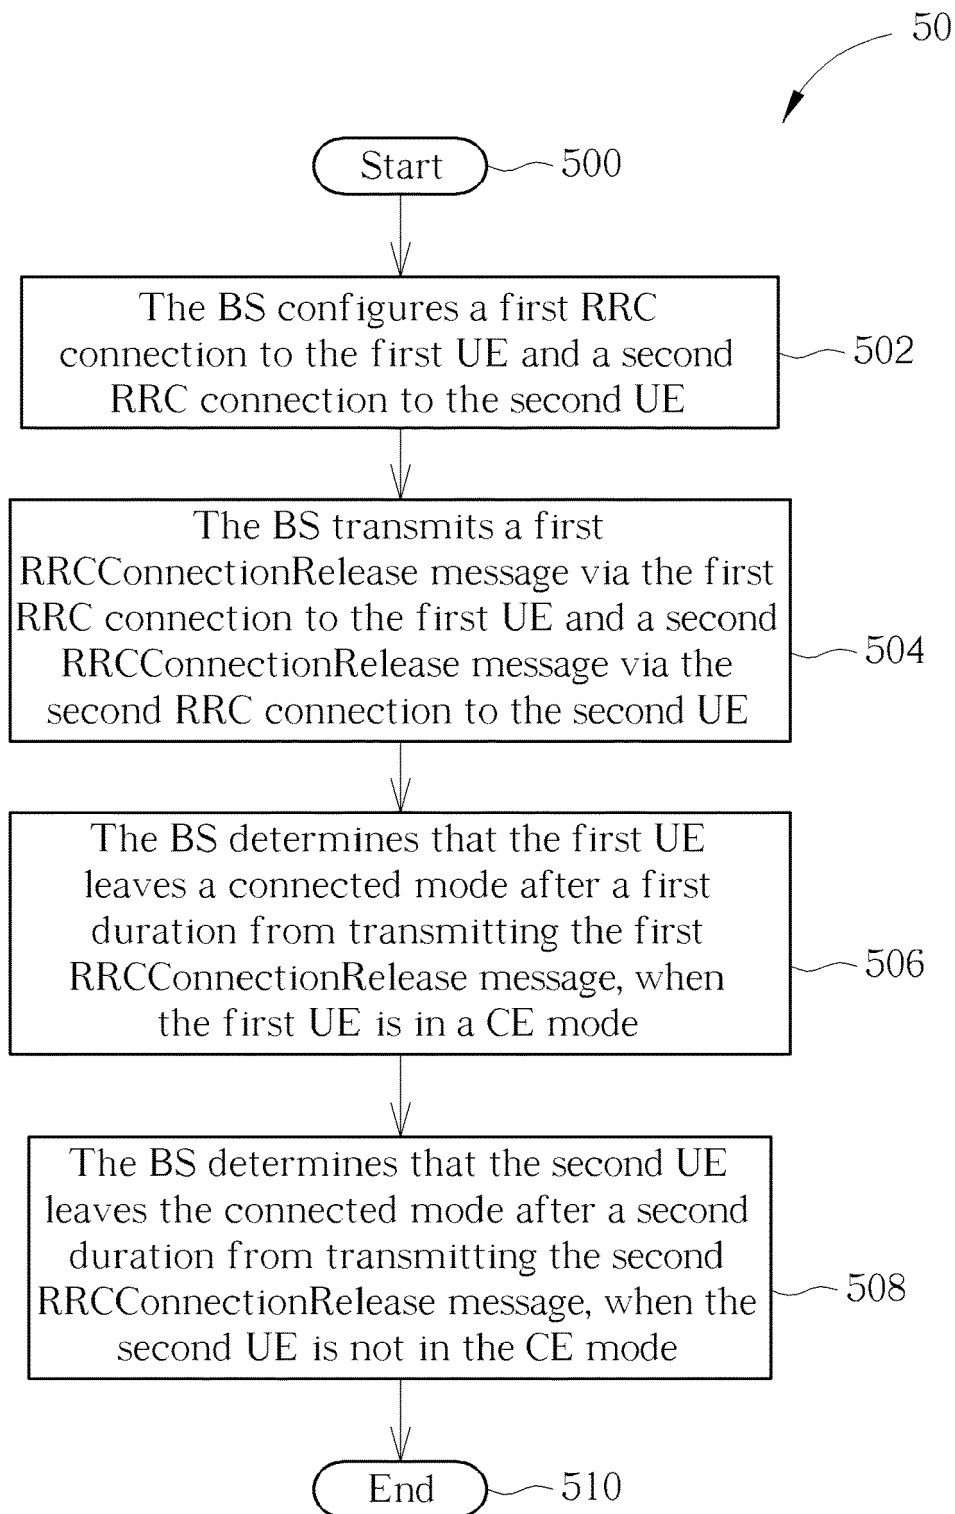 50
Start
500
The BS configures a first RRC
connection to the first UE and a second
RRC connection to the second UE
502
The BS transmits a first
RRCConnectionRelease message via the first
RRC connection to the first UE and a second
RRCConnectionRelease message via the
second RRC connection to the second UE
504
The BS determines that the first UE
leaves a connected mode after a first
duration from transmitting the first
RRCConnectionRelease message, when
the first UE is in a CE mode
506
The BS determines that the second UE
leaves the connected mode after a second
duration from transmitting the second
RRCConnectionRelease message, when the
second UE is not in the CE mode
508
End
510